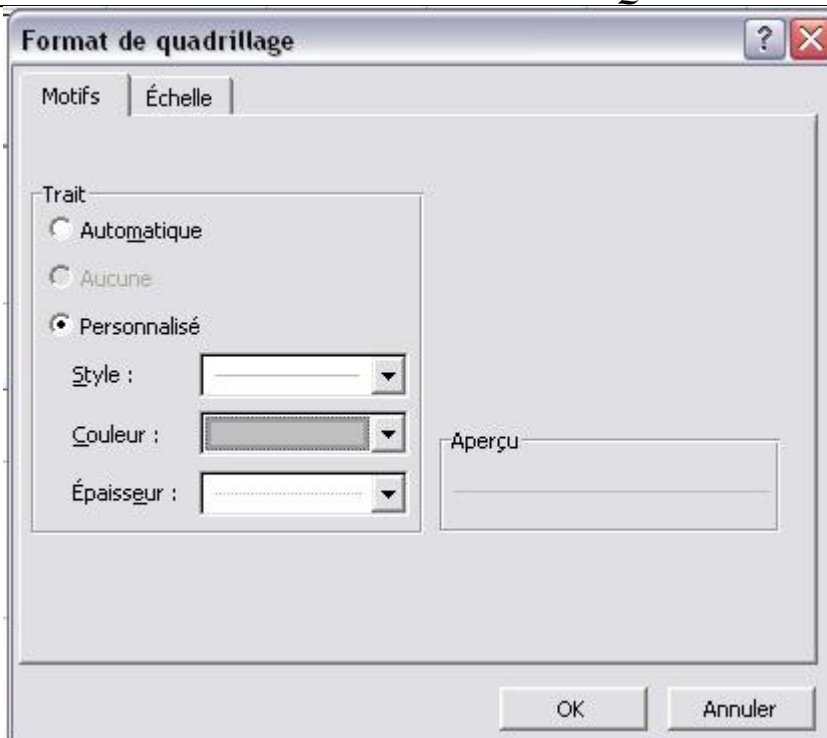 Format de quadrillage
Motifs
Échelle
Trait
Automatique
Aucune
Personnalisé
Style :
Couleur :
Épaisseur :
Aperçu
OK
Annuler